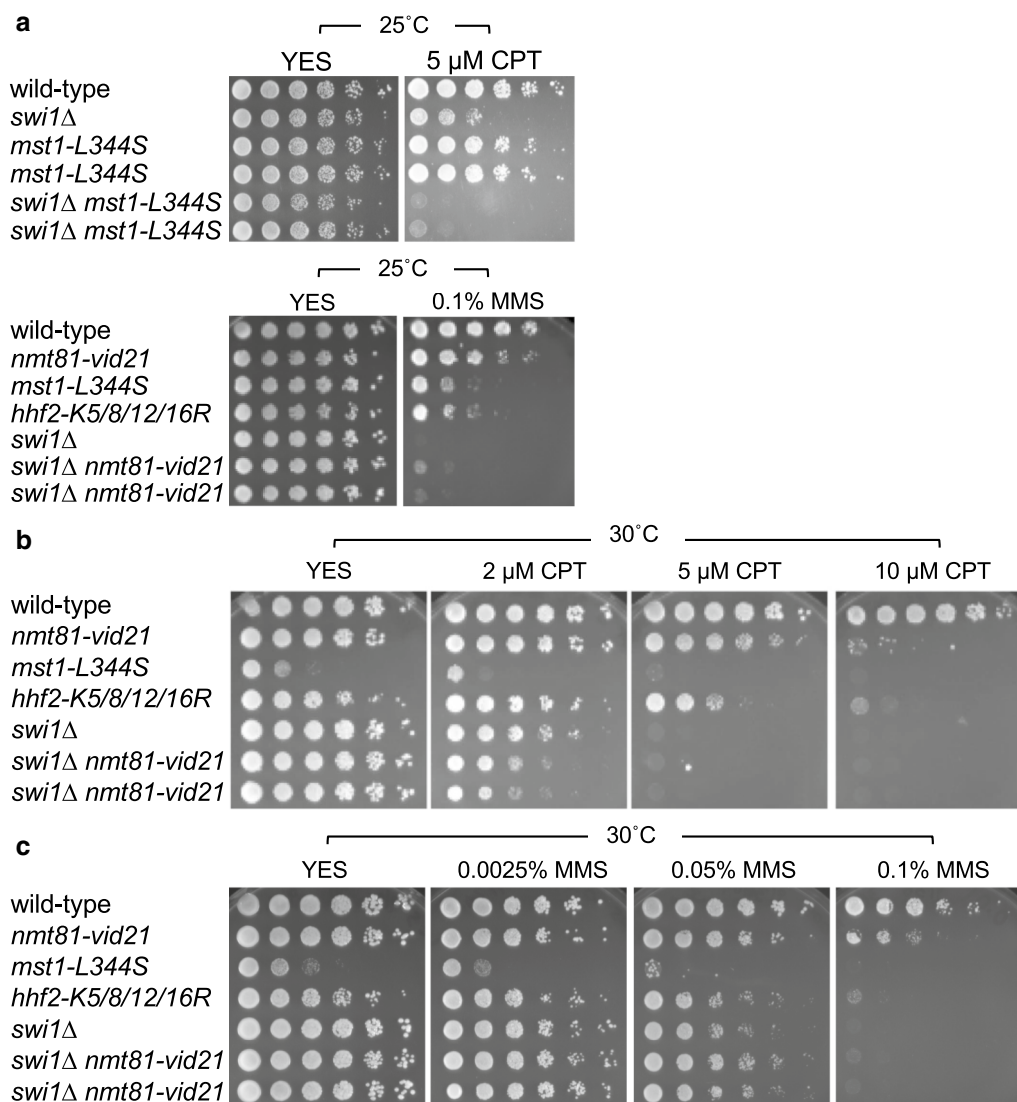 a
25˚C
YES 5 µM CPT
wild-type
swi1Δ
mst1-L344S
mst1-L344S
swi1Δ mst1-L344S
swi1Δ mst1-L344S
25˚C
YES 0.1% MMS
wild-type
nmt81-vid21
mst1-L344S
hhf2-K5/8/12/16R
swi1Δ
swi1Δ nmt81-vid21
swi1Δ nmt81-vid21
b
30˚C
YES 2 µM CPT 5 µM CPT 10 µM CPT
wild-type
nmt81-vid21
mst1-L344S
hhf2-K5/8/12/16R
swi1Δ
swi1Δ nmt81-vid21
swi1Δ nmt81-vid21
c
30˚C
YES 0.0025% MMS 0.05% MMS 0.1% MMS
wild-type
nmt81-vid21
mst1-L344S
hhf2-K5/8/12/16R
swi1Δ
swi1Δ nmt81-vid21
swi1Δ nmt81-vid21